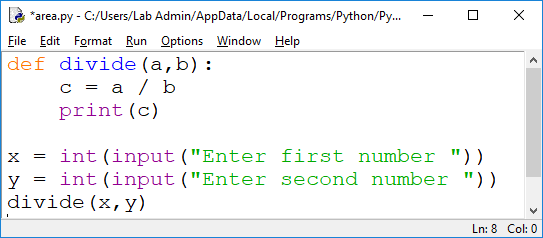 *area.py - C:/Users/Lab Admin/AppData/Local/Programs/Python/Py...
File Edit Format Run Options Window Help
def divide(a,b):
    c = a / b
    print(c)

x = int(input("Enter first number "))
y = int(input("Enter second number "))
divide(x,y)
Ln: 8 Col: 0